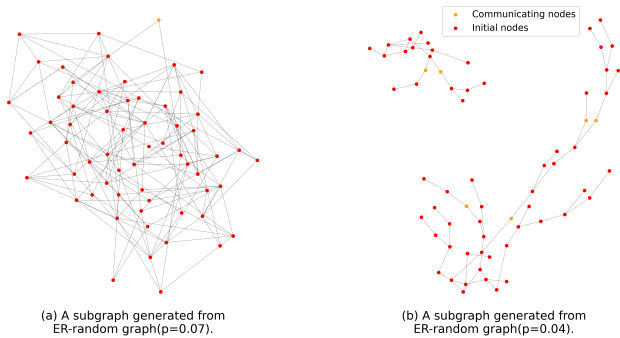 Communicating nodes
Initial nodes
(a) A subgraph generated from
ER-random graph(p=0.07).
(b) A subgraph generated from
ER-random graph(p=0.04).